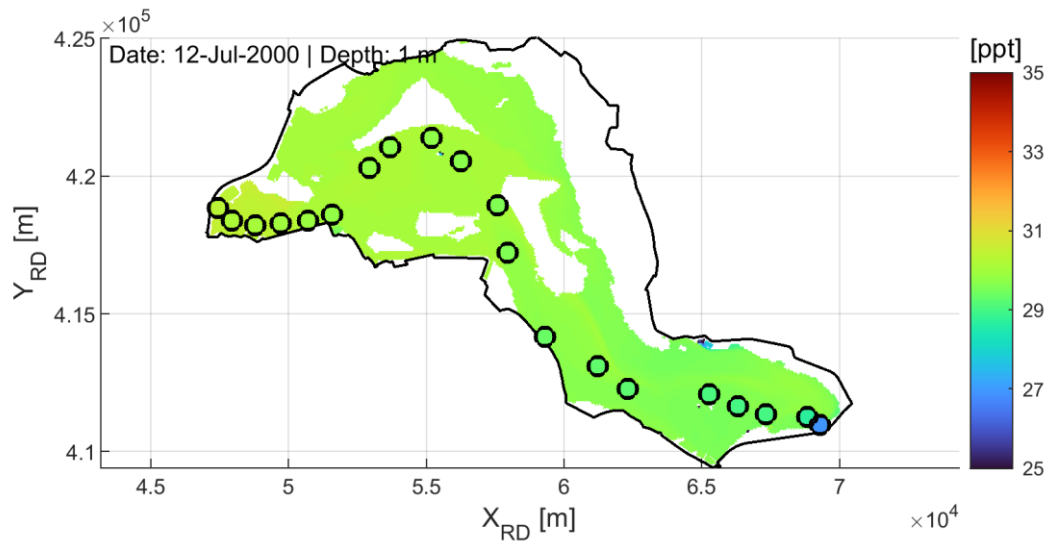 ×10⁵
4.25
Date: 12-Jul-2000 | Depth: 1 m
[ppt]
35
33
4.2
31
Y_RD [m]
4.15
29
27
4.1
25
4.5 5 5.5 6 6.5 7
X_RD [m]
×10⁴